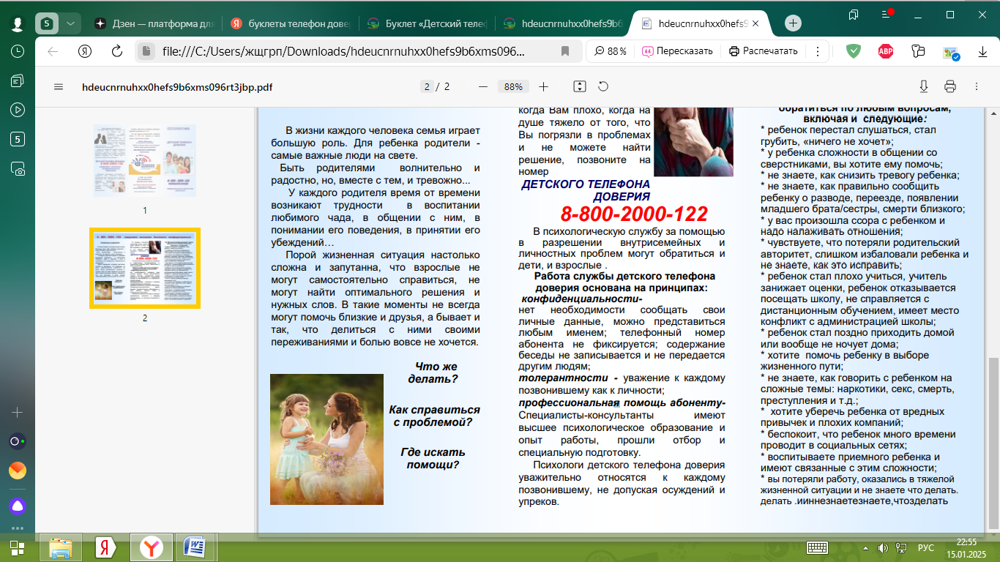 5
Дзен — платформа для
буклеты телефон дове
Буклет «Детский теле
hdeucnrnuhxx0hefs9b6
hdeucnrnuhxx0hefs9
file:///C:/Users/жщгрп/Downloads/hdeucnrnuhxx0hefs9b6xms096...
88%
Пересказать
Распечатать
ABP
hdeucnrnuhxx0hefs9b6xms096rt3jbp.pdf
2 / 2
88%
5
1
2
В жизни каждого человека семья играет
большую роль. Для ребенка родители -
самые важные люди на свете.
Быть родителями волнительно и
радостно, но, вместе с тем, и тревожно...
У каждого родителя время от времени
возникают трудности в воспитании
любимого чада, в общении с ним, в
понимании его поведения, в принятии его
убеждений…
Порой жизненная ситуация настолько
сложна и запутанна, что взрослые не
могут самостоятельно справиться, не
могут найти оптимального решения и
нужных слов. В такие моменты не всегда
могут помочь близкие и друзья, а бывает и
так, что делиться с ними своими
переживаниями и болью вовсе не хочется.
Что же
делать?
Как справиться
с проблемой?
Где искать
помощи?
когда Вам плохо, когда на
душе тяжело от того, что
Вы погрязли в проблемах
и не можете найти
решение, позвоните на
номер
ДЕТСКОГО ТЕЛЕФОНА
ДОВЕРИЯ
8-800-2000-122
В психологическую службу за помощью
в разрешении внутрисемейных и
личностных проблем могут обратиться и
дети, и взрослые .
Работа службы детского телефона
доверия основана на принципах:
конфиденциальности-
нет необходимости сообщать свои
личные данные, можно представиться
любым именем; телефонный номер
абонента не фиксируется; содержание
беседы не записывается и не передается
другим людям;
толерантности - уважение к каждому
позвонившему как к личности;
профессиональная помощь абоненту-
Специалисты-консультанты имеют
высшее психологическое образование и
опыт работы, прошли отбор и
специальную подготовку.
Психологи детского телефона доверия
уважительно относятся к каждому
позвонившему, не допуская осуждений и
упреков.
обратиться по любым вопросам,
включая и следующие:
* ребенок перестал слушаться, стал
грубить, «ничего не хочет»;
* у ребенка сложности в общении со
сверстниками, вы хотите ему помочь;
* не знаете, как снизить тревогу ребенка;
* не знаете, как правильно сообщить
ребенку о разводе, переезде, появлении
младшего брата/сестры, смерти близкого;
* у вас произошла ссора с ребенком и
надо налаживать отношения;
* чувствуете, что потеряли родительский
авторитет, слишком избаловали ребенка и
не знаете, как это исправить;
* ребенок стал плохо учиться, учитель
занижает оценки, ребенок отказывается
посещать школу, не справляется с
дистанционным обучением, имеет место
конфликт с администрацией школы;
* ребенок стал поздно приходить домой
или вообще не ночует дома;
* хотите помочь ребенку в выборе
жизненного пути;
* не знаете, как говорить с ребенком на
сложные темы: наркотики, секс, смерть,
преступления и т.д.;
* хотите уберечь ребенка от вредных
привычек и плохих компаний;
* беспокоит, что ребенок много времени
проводит в социальных сетях;
* воспитываете приемного ребенка и
имеют связанные с этим сложности;
* вы потеряли работу, оказались в тяжелой
жизненной ситуации и не знаете что делать.
делать .ииннезнаетезнаете,чтозделать
РУС
22:55
15.01.2025